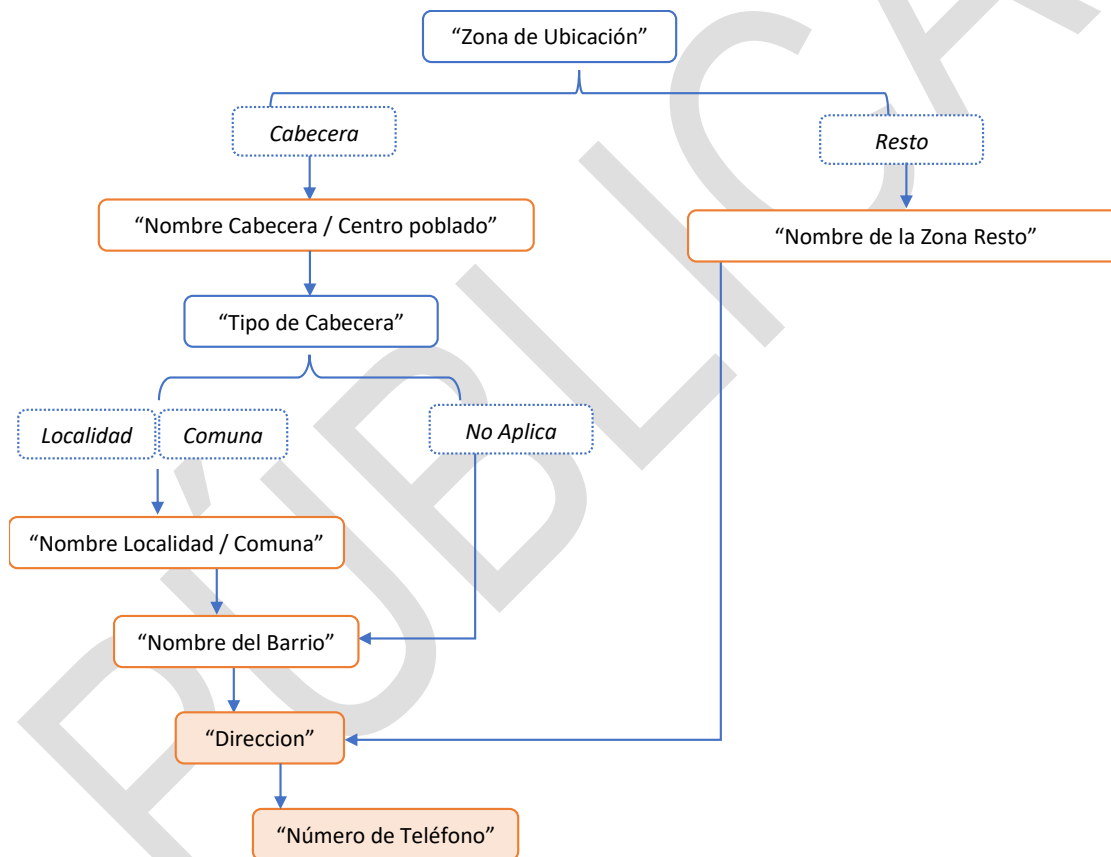 “Zona de Ubicación”
Cabecera
Resto
“Nombre Cabecera / Centro poblado”
“Nombre de la Zona Resto”
“Tipo de Cabecera”
Localidad
Comuna
No Aplica
“Nombre Localidad / Comuna”
“Nombre del Barrio”
“Direccion”
“Número de Teléfono”
PÚBLICA